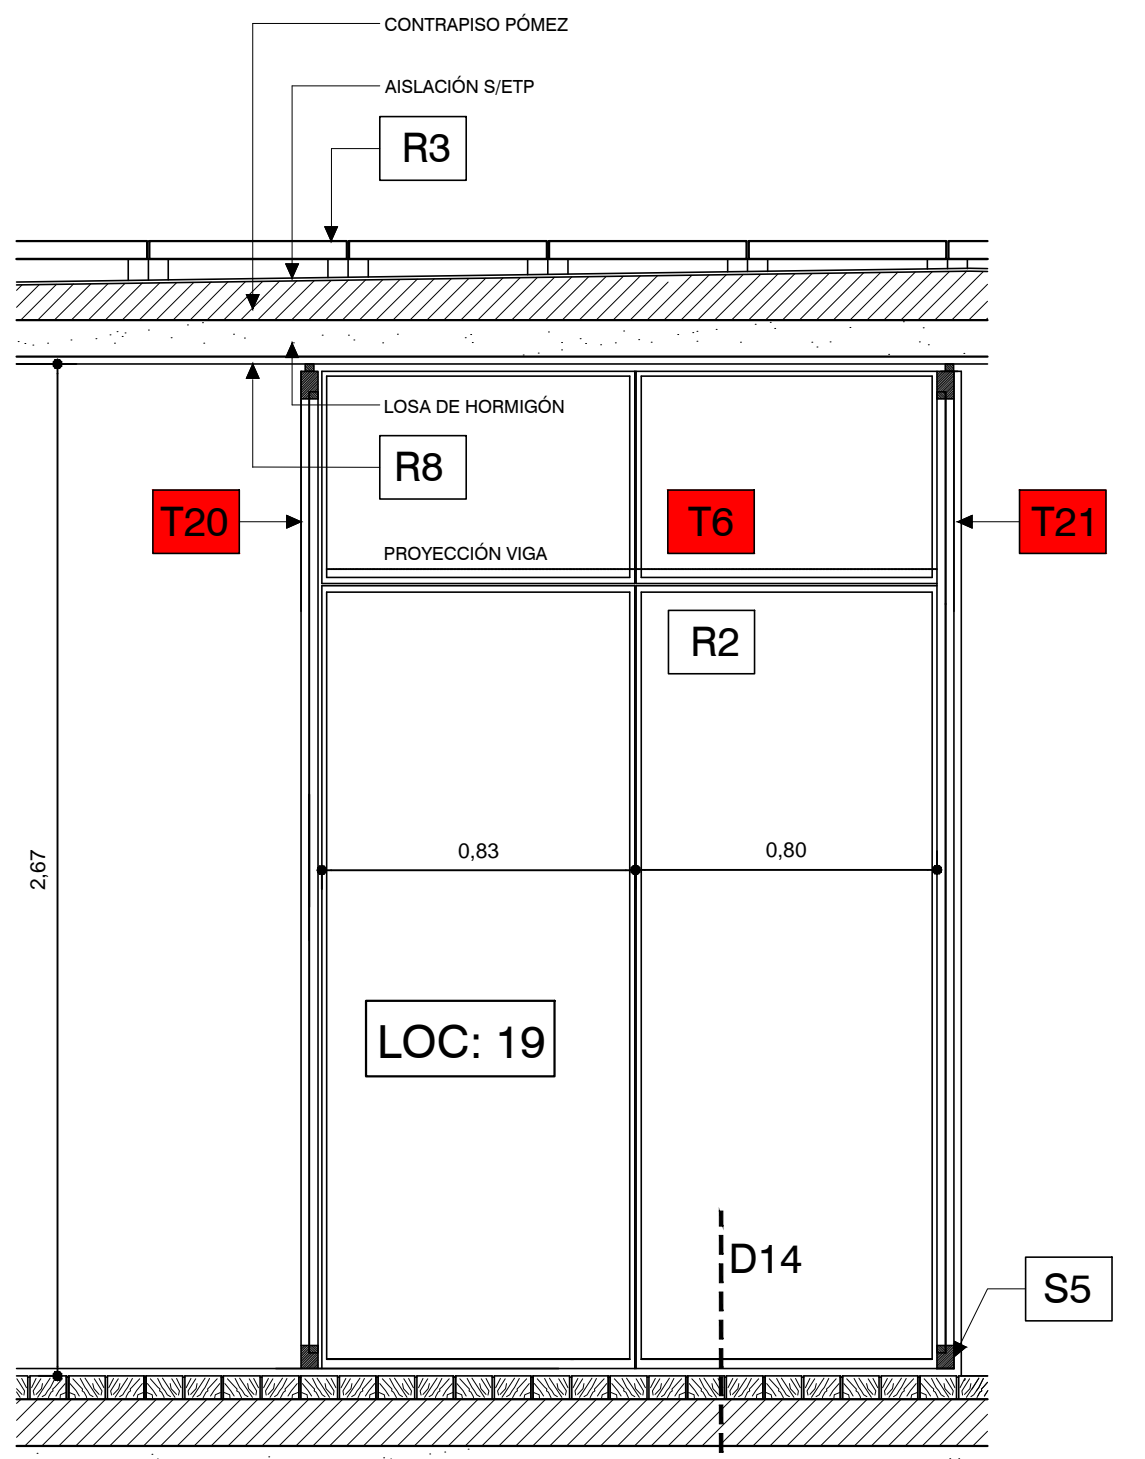 CONTRAPISO PÓMEZ
AISLACIÓN S/ETP
R3
LOSA DE HORMIGÓN
R8
T20
T6
T21
PROYECCIÓN VIGA
R2
2,67
0,83
0,80
LOC: 19
D14
S5